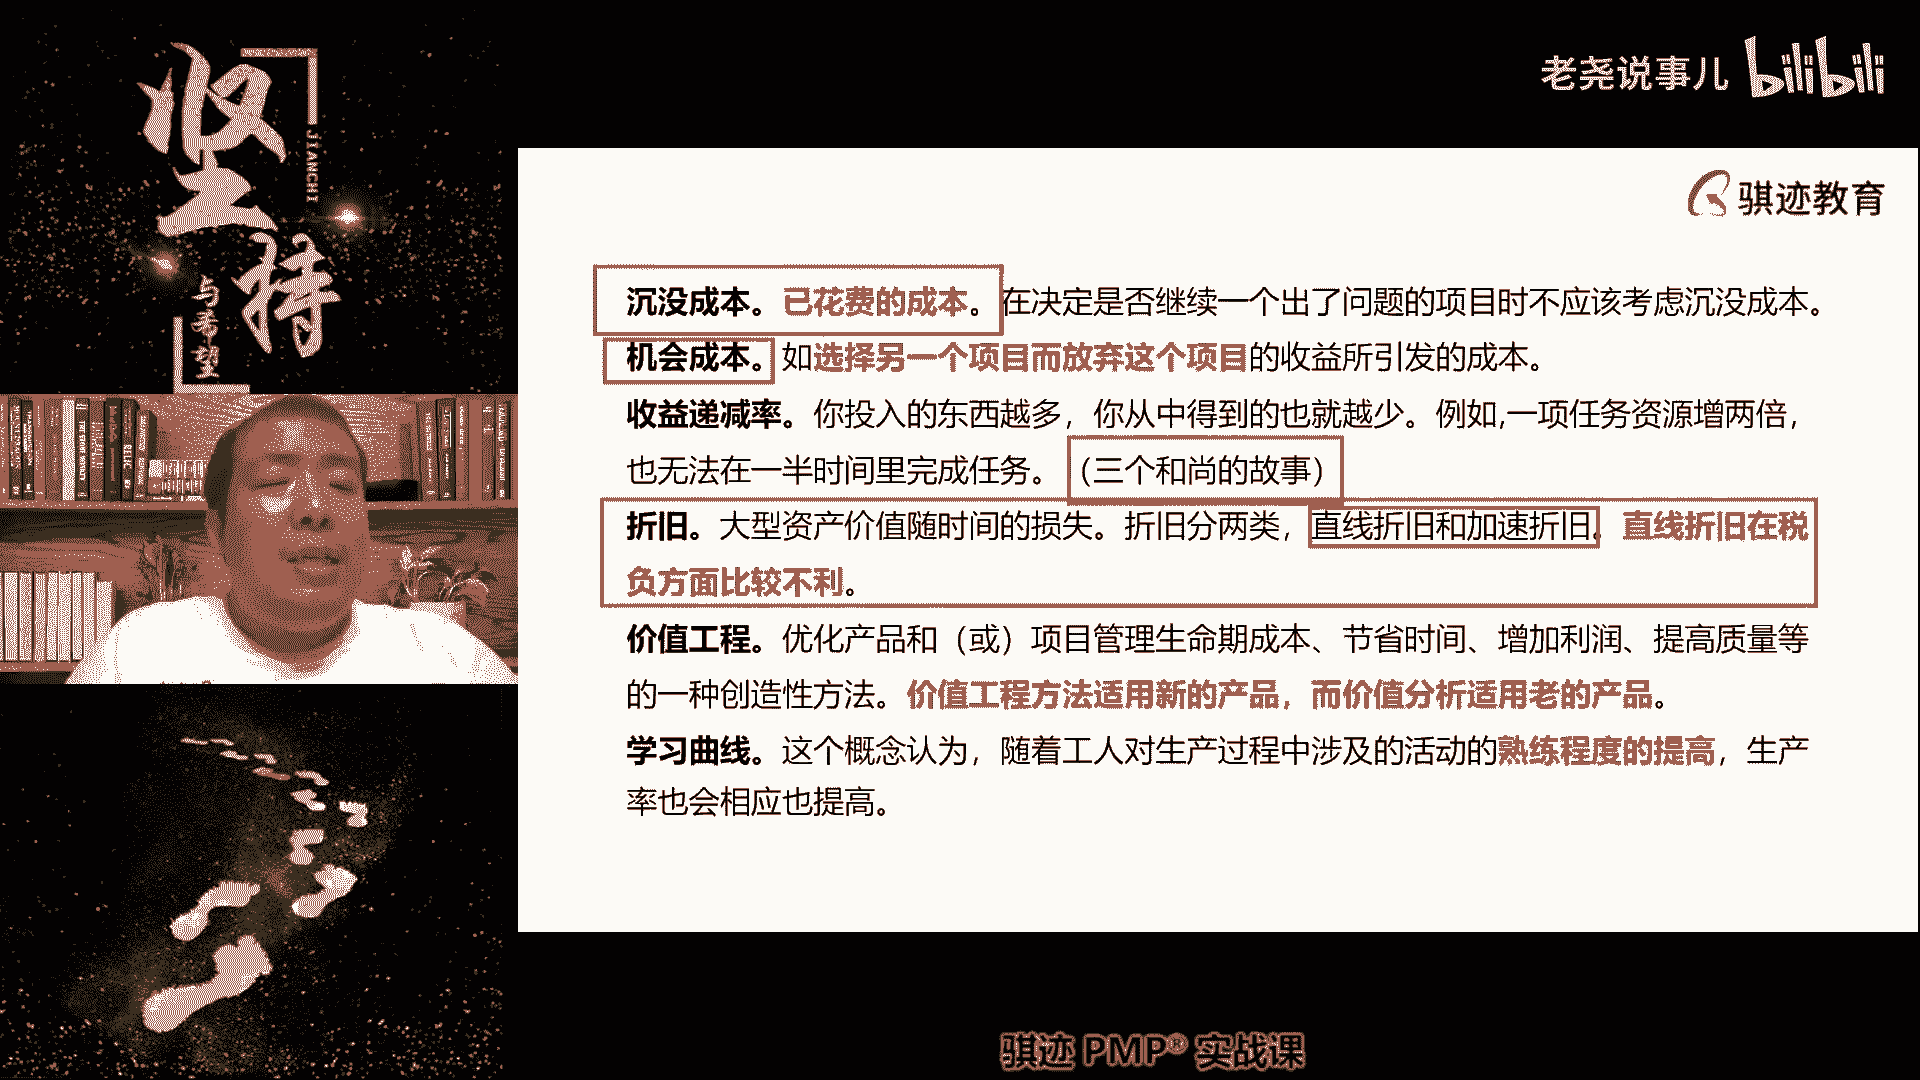 坚持
JIANCHI
与希望
老尧说事儿 bilibili
骐迹教育
沉没成本。已花费的成本。在决定是否继续一个出了问题的项目时不应该考虑沉没成本。
机会成本。如选择另一个项目而放弃这个项目的收益所引发的成本。
收益递减率。你投入的东西越多，你从中得到的也就越少。例如,一项任务资源增两倍，
也无法在一半时间里完成任务。（三个和尚的故事）
折旧。大型资产价值随时间的损失。折旧分两类，直线折旧和加速折旧。直线折旧在税
负方面比较不利。
价值工程。优化产品和（或）项目管理生命期成本、节省时间、增加利润、提高质量等
的一种创造性方法。价值工程方法适用新的产品，而价值分析适用老的产品。
学习曲线。这个概念认为，随着工人对生产过程中涉及的活动的熟练程度的提高，生产
率也会相应也提高。
骐迹 PMP® 实战课